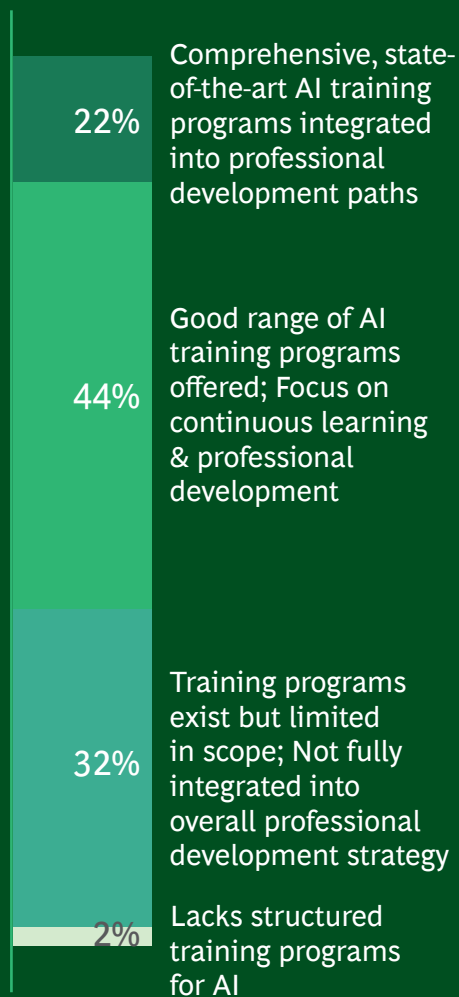 22%
Comprehensive, state-
of-the-art AI training
programs integrated
into professional
development paths
44%
Good range of AI
training programs
offered; Focus on
continuous learning
& professional
development
32%
Training programs
exist but limited
in scope; Not fully
integrated into
overall professional
development strategy
2%
Lacks structured
training programs
for AI